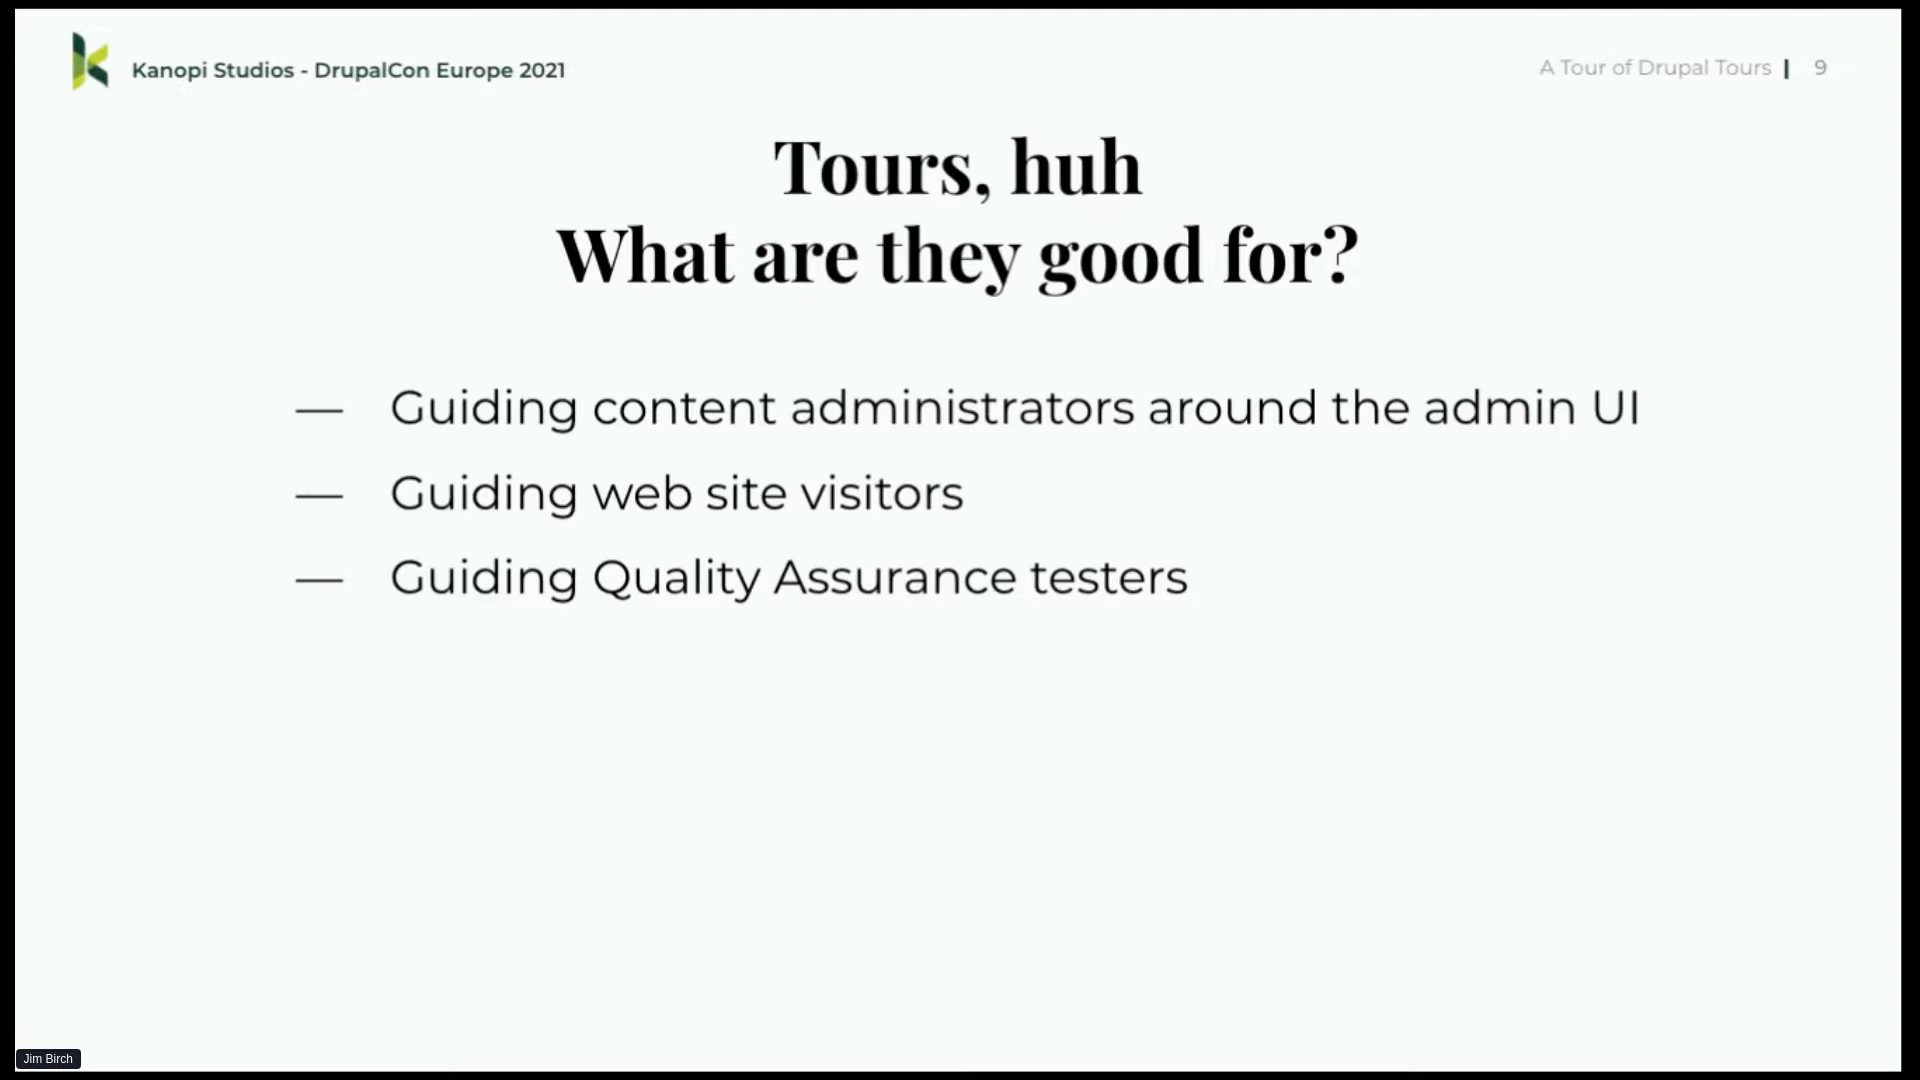 Kanopi Studios - DrupalCon Europe 2021
A Tour of Drupal Tours | 9
Tours, huh
What are they good for?
— Guiding content administrators around the admin UI
— Guiding web site visitors
— Guiding Quality Assurance testers
Jim Birch